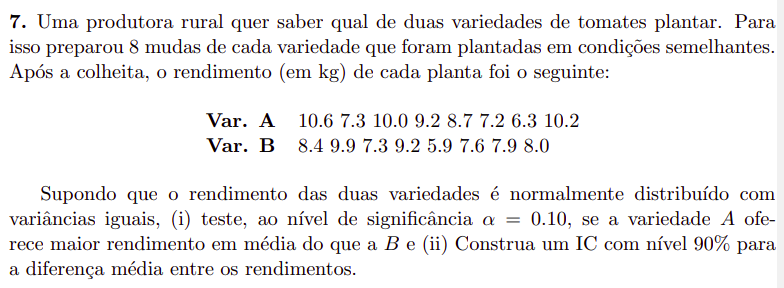 7. Uma produtora rural quer saber qual de duas variedades de tomates plantar. Para
isso preparou 8 mudas de cada variedade que foram plantadas em condições semelhantes.
Após a colheita, o rendimento (em kg) de cada planta foi o seguinte:
Var. A 10.6 7.3 10.0 9.2 8.7 7.2 6.3 10.2
Var. B 8.4 9.9 7.3 9.2 5.9 7.6 7.9 8.0
Supondo que o rendimento das duas variedades é normalmente distribuído com
variâncias iguais, (i) teste, ao nível de significância α = 0.10, se a variedade A ofe-
rece maior rendimento em média do que a B e (ii) Construa um IC com nível 90% para
a diferença média entre os rendimentos.